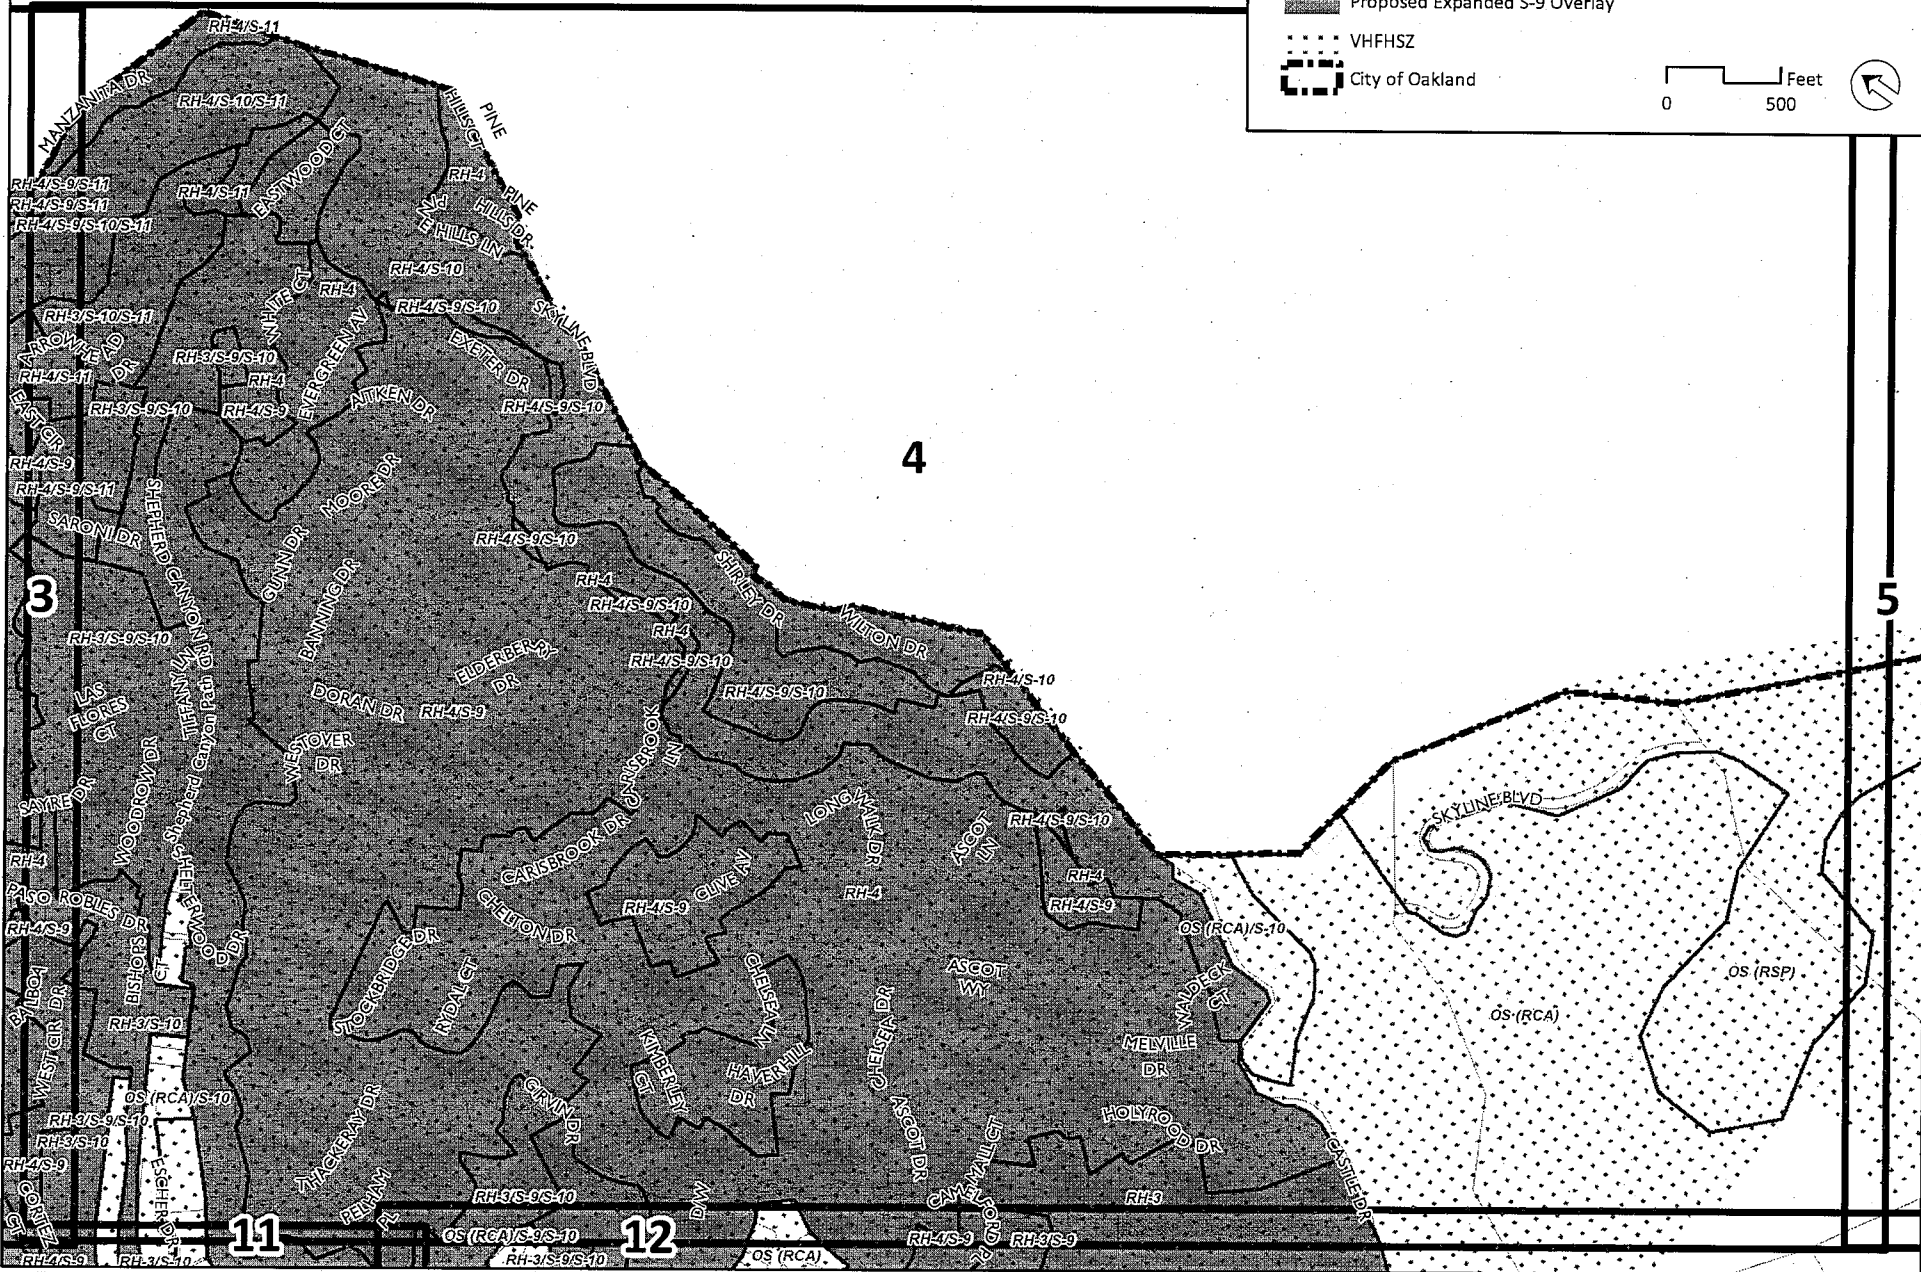 Proposed Expanded S-9 Overlay
VHFHSZ
City of Oakland
Feet
0 500
RH-4/S-11
MANZANITA DR
RH-4/S-10/S-11
HILLS CT
PINE
EASTWOOD CT
RH-4
RH-4/S-9/S-11
RH-4/S-11
RH-4/S-9/S-11
PINE
HILLS DR
RH-4/S-9/S-10/S-11
E HILLS LN
RH-4/S-10
WHITE CT
RH-4
RH-4/S-9/S-10
RH-3/S-10/S-11
SKYLINE BLVD
ARROWHE AD
DR
EVERGREEN AV
EXETER DR
RH-3/S-9/S-10
RH-4/S-11
RH-4
AITKEN DR
EAST CIR
RH-3/S-9/S-10
RH-4/S-9
RH-4/S-9/S-10
4
RH-4/S-9
MOORE DR
RH-4/S-9/S-11
SARONI DR
SHEPHERD CANYON RD
GUNN DR
RH-4/S-9/S-10
BANNING DR
RH-4
SHIRLEY DR
3
5
RH-4/S-9/S-10
WILTON DR
RH-3/S-9/S-10
RH-4
TIFFANY LN
ELDERBERRY
DR
RH-4/S-9/S-10
LAS
FLORES
CT
Shepherd Canyon Path
DORAN DR
RH-4/S-9
RH-4/S-9/S-10
RH-4/S-10
RH-4/S-9/S-10
WESTOVER
DR
CARISBROOK
LN
SAYRE DR
WOODROW DR
LONG WALK DR
SKYLINE BLVD
RH-4/S-9/S-10
ASCOT
LN
RH-4
CARISBROOK DR
CLIVE AV
RH-4
RH-4
PASO ROBLES DR
SHELTERWOOD DR
CHELTON DR
RH-4/S-9
RH-4/S-9
RH-4/S-9
OS (RCA)/S-10
BISHOPS
CT
STOCKBRIDGE DR
RYDAL CT
CHELSEA
ASCOT
WY
WALDECK
CT
OS (RSP)
BALBOA
DR
WEST CIR
RH-3/S-10
CHELSEA DR
OS (RCA)
KIMBERLEY
CT
HAVERHILL
DR
MELVILLE
DR
OS (RCA)/S-10
THACKERAY DR
GIRVIN DR
ASCOT DR
HOLYROOD DR
RH-3/S-9/S-10
RH-3/S-10
RH-4/S-9
CORTEZ
CT
ESCHER DR
PELHAM
PL
RH-3/S-9/S-10
CAMELFORD PL
MALL CT
RH-3
CASTLE DR
11
12
OS (RCA)/S-9/S-10
RH-4/S-9
RH-3/S-9
RH-4/S-9
RH-3/S-10
RH-3/S-9/S-10
OS (RCA)